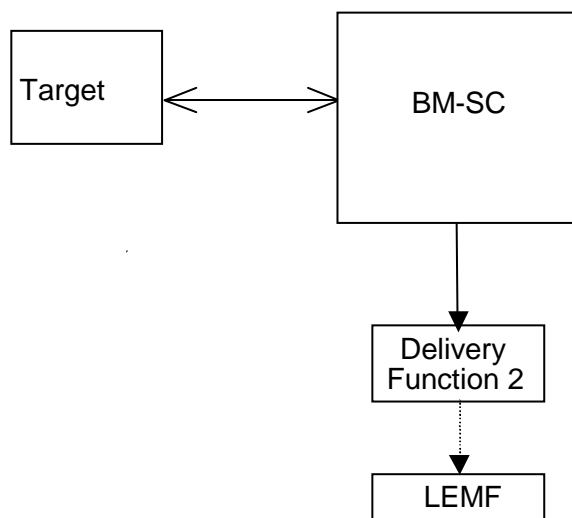 Target
BM-SC
Delivery
Function 2
LEMF